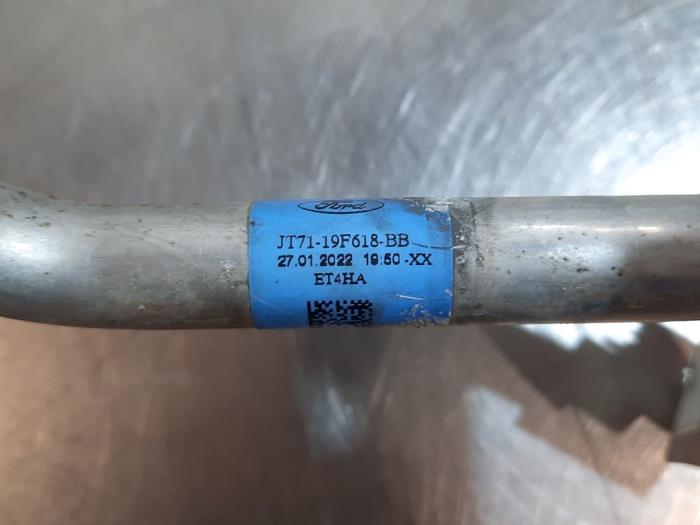 Ford
JT71-19F618-BB
27.01.2022 19:50 -XX
ET4HA